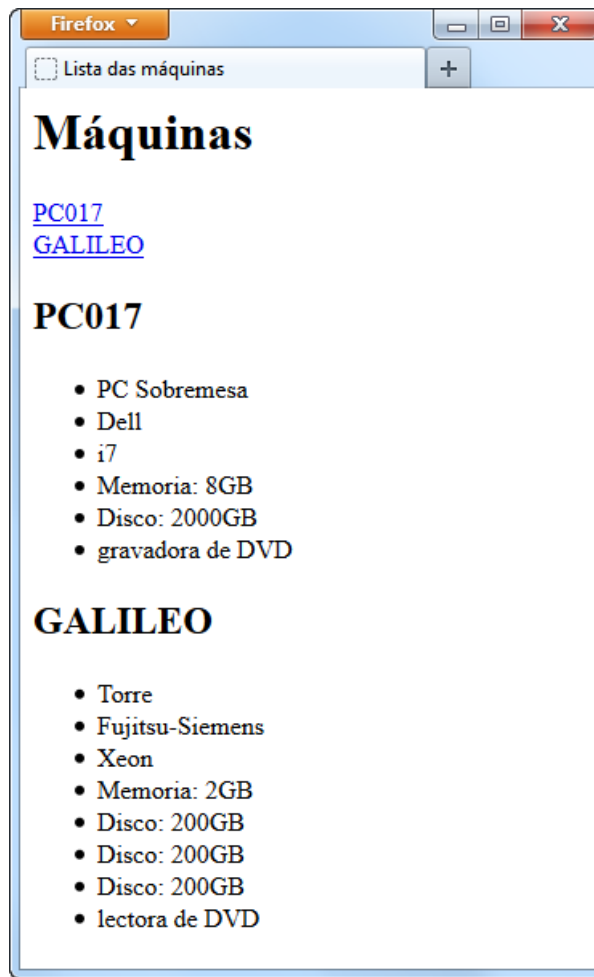 Firefox
Lista das máquinas
Máquinas
PC017
GALILEO
PC017
PC Sobremesa
Dell
i7
Memoria: 8GB
Disco: 2000GB
gravadora de DVD
GALILEO
Torre
Fujitsu-Siemens
Xeon
Memoria: 2GB
Disco: 200GB
Disco: 200GB
Disco: 200GB
lectora de DVD